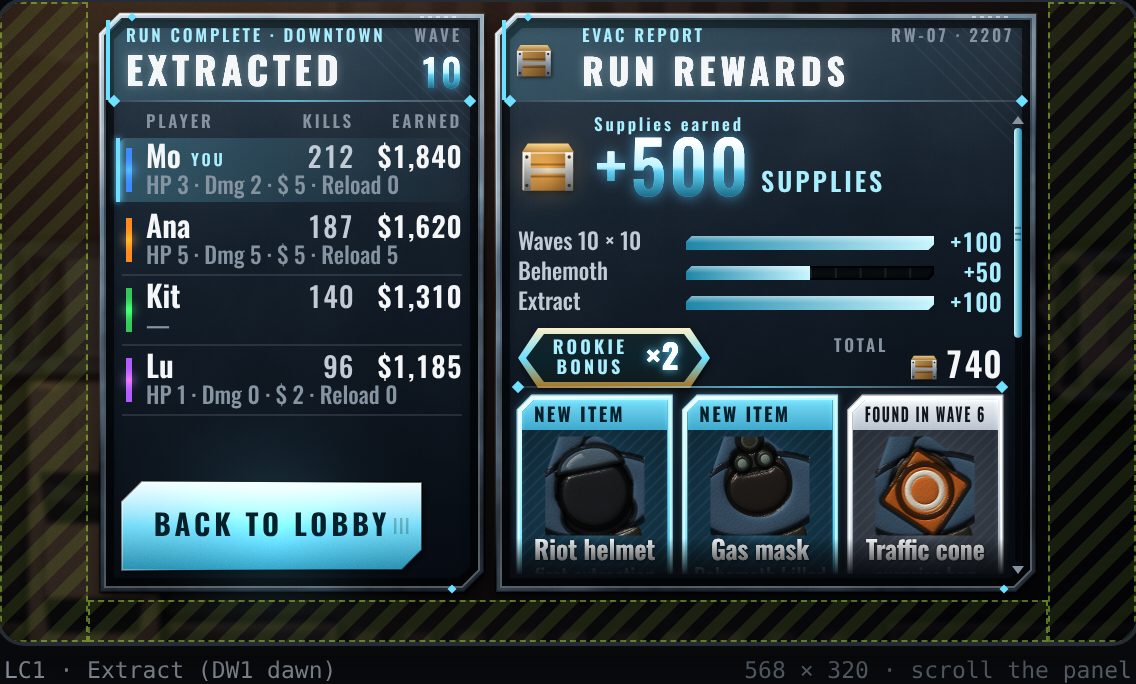 RUN COMPLETE · DOWNTOWN WAVE
EXTRACTED 10
PLAYER KILLS EARNED
Mo YOU 212 $1,840
HP 3 · Dmg 2 · $ 5 · Reload 0
Ana 187 $1,620
HP 5 · Dmg 5 · $ 5 · Reload 5
Kit 140 $1,310
—
Lu 96 $1,185
HP 1 · Dmg 0 · $ 2 · Reload 0
BACK TO LOBBY
EVAC REPORT RW-07 · 2207
RUN REWARDS
Supplies earned
+500 SUPPLIES
Waves 10 × 10 +100
Behemoth +50
Extract +100
ROOKIE BONUS ×2
TOTAL 740
NEW ITEM
Riot helmet
NEW ITEM
Gas mask
FOUND IN WAVE 6
Traffic cone
LC1 · Extract (DW1 dawn)
568 × 320 · scroll the panel